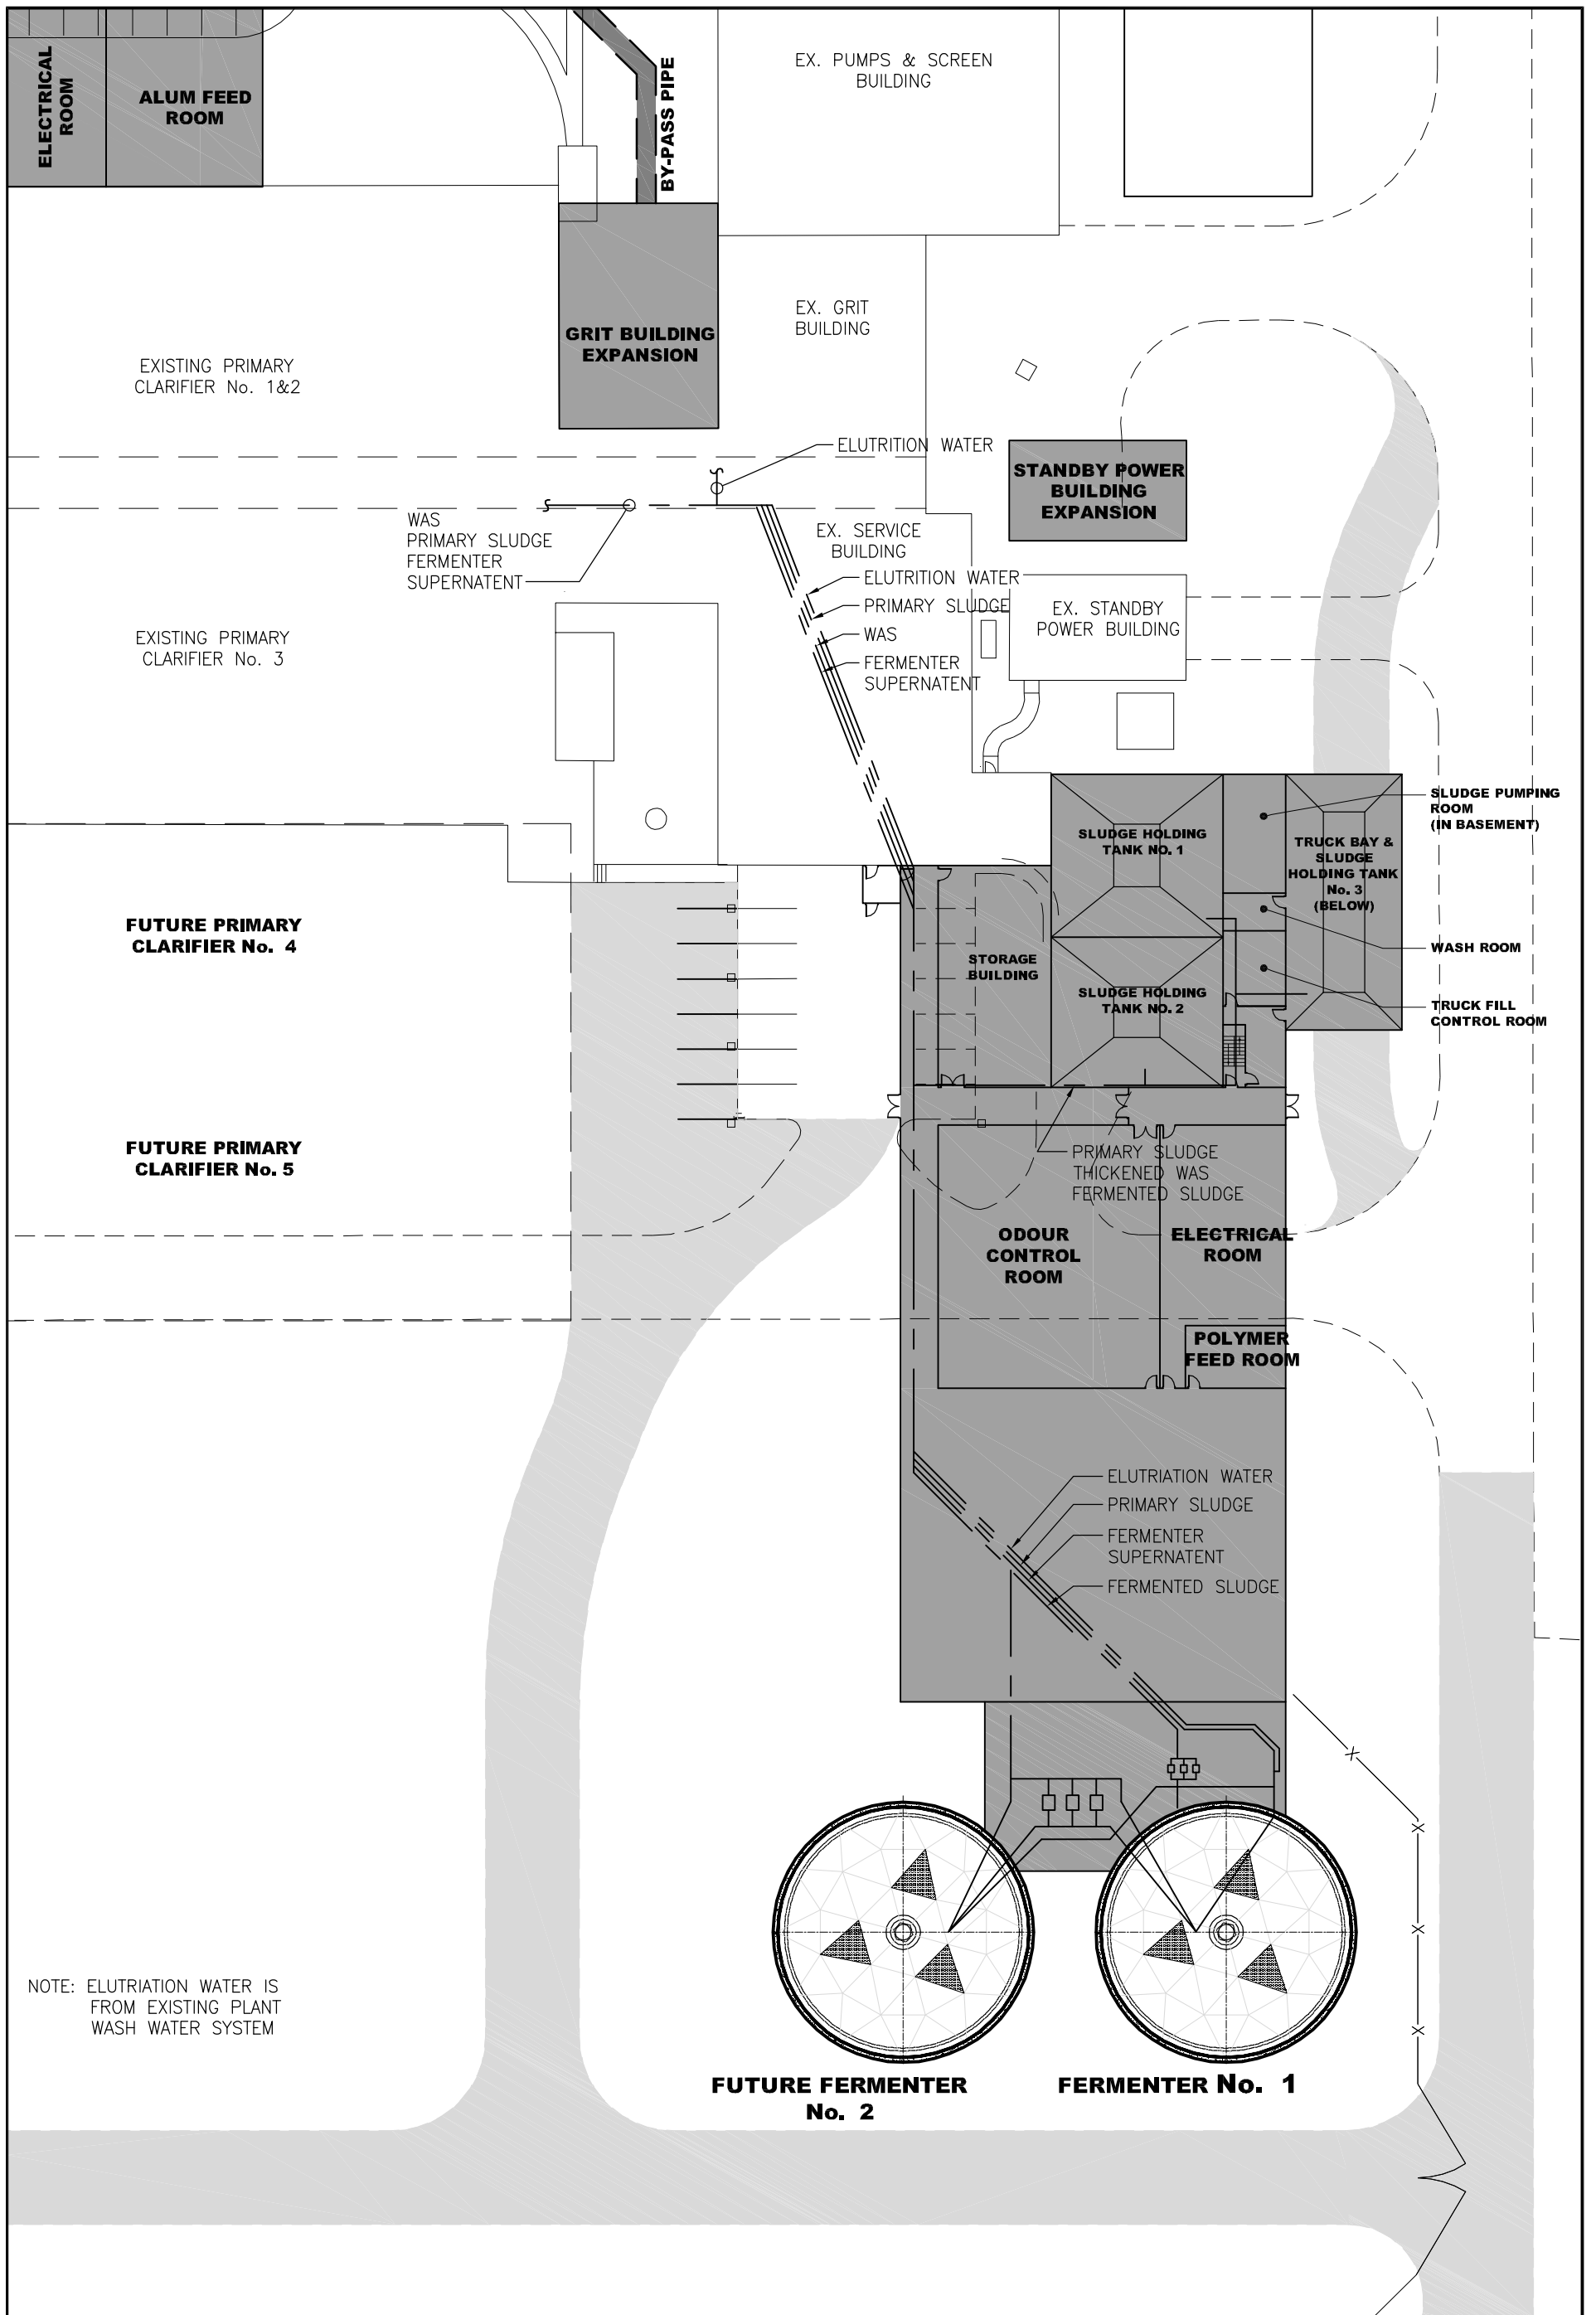 ELECTRICAL
ROOM
ALUM FEED
ROOM
BY-PASS PIPE
EX. PUMPS & SCREEN
BUILDING
GRIT BUILDING
EXPANSION
EX. GRIT
BUILDING
EXISTING PRIMARY
CLARIFIER No. 1&2
ELUTRITION WATER
STANDBY POWER
BUILDING
EXPANSION
WAS
PRIMARY SLUDGE
FERMENTER
SUPERNATENT
EX. SERVICE
BUILDING
ELUTRITION WATER
PRIMARY SLUDGE
WAS
FERMENTER
SUPERNATENT
EX. STANDBY
POWER BUILDING
EXISTING PRIMARY
CLARIFIER No. 3
SLUDGE HOLDING
TANK NO. 1
SLUDGE PUMPING
ROOM
(IN BASEMENT)
TRUCK BAY &
SLUDGE
HOLDING TANK
No. 3
(BELOW)
FUTURE PRIMARY
CLARIFIER No. 4
STORAGE
BUILDING
SLUDGE HOLDING
TANK NO. 2
WASH ROOM
TRUCK FILL
CONTROL ROOM
FUTURE PRIMARY
CLARIFIER No. 5
PRIMARY SLUDGE
THICKENED WAS
FERMENTED SLUDGE
ODOUR
CONTROL
ROOM
ELECTRICAL
ROOM
POLYMER
FEED ROOM
ELUTRIATION WATER
PRIMARY SLUDGE
FERMENTER
SUPERNATENT
FERMENTED SLUDGE
X
X
X
X
NOTE: ELUTRIATION WATER IS
FROM EXISTING PLANT
WASH WATER SYSTEM
FUTURE FERMENTER
No. 2
FERMENTER No. 1